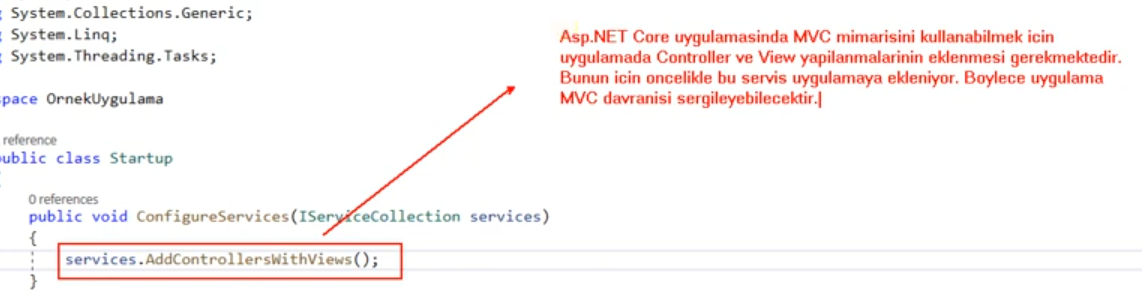 System.Collections.Generic;
System.Linq;
System.Threading.Tasks;
Asp.NET Core uygulamasinda MVC mimarisini kullanabilmek icin
uygulamada Controller ve View yapilanmalarinin eklenmesi gerekmektedir.
Bunun icin oncelikle bu servis uygulamaya ekleniyor. Boylece uygulama
MVC davranisi sergileyebilecektir.
space OrnekUygulama
reference
public class Startup
{
0 references
public void ConfigureServices(IServiceCollection services)
{
services.AddControllersWithViews();
}